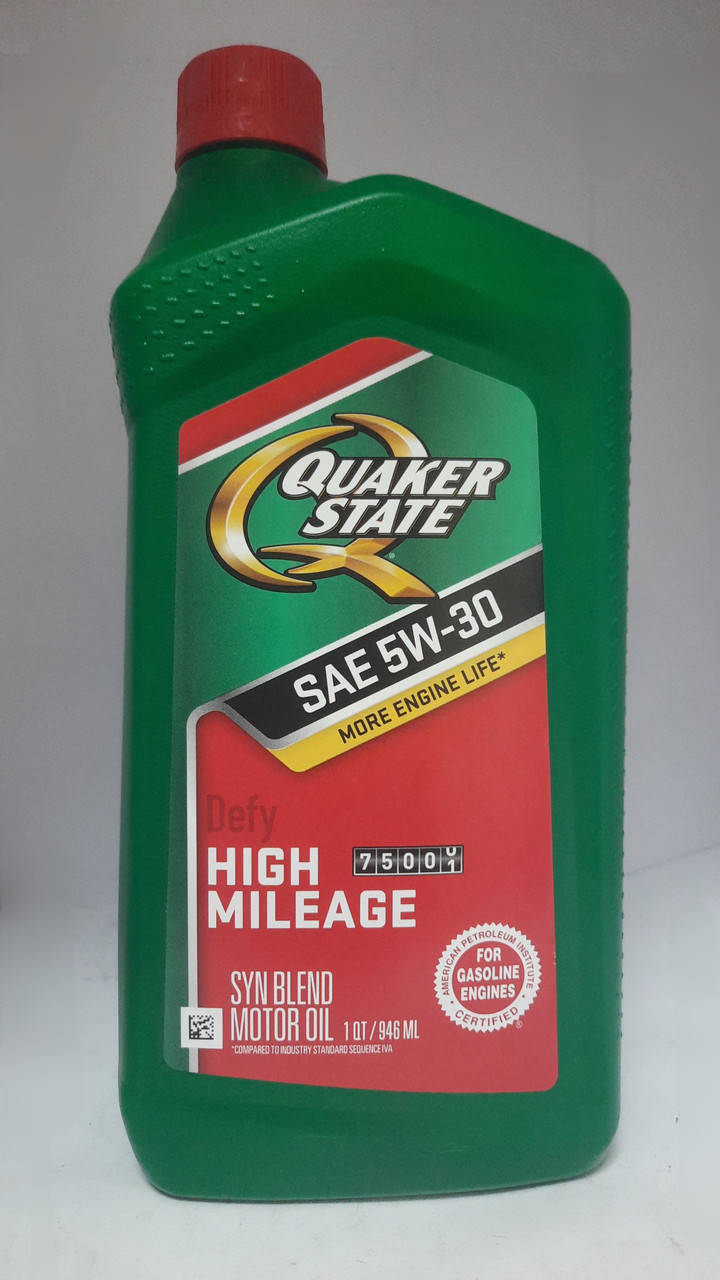 QUAKER
STATE®
SAE 5W-30
MORE ENGINE LIFE*
Defy
HIGH
MILEAGE
75001
SYN BLEND
MOTOR OIL 1 QT / 946 ML
*COMPARED TO INDUSTRY STANDARD SEQUENCE IVA
AMERICAN PETROLEUM INSTITUTE
FOR
GASOLINE
ENGINES
CERTIFIED®